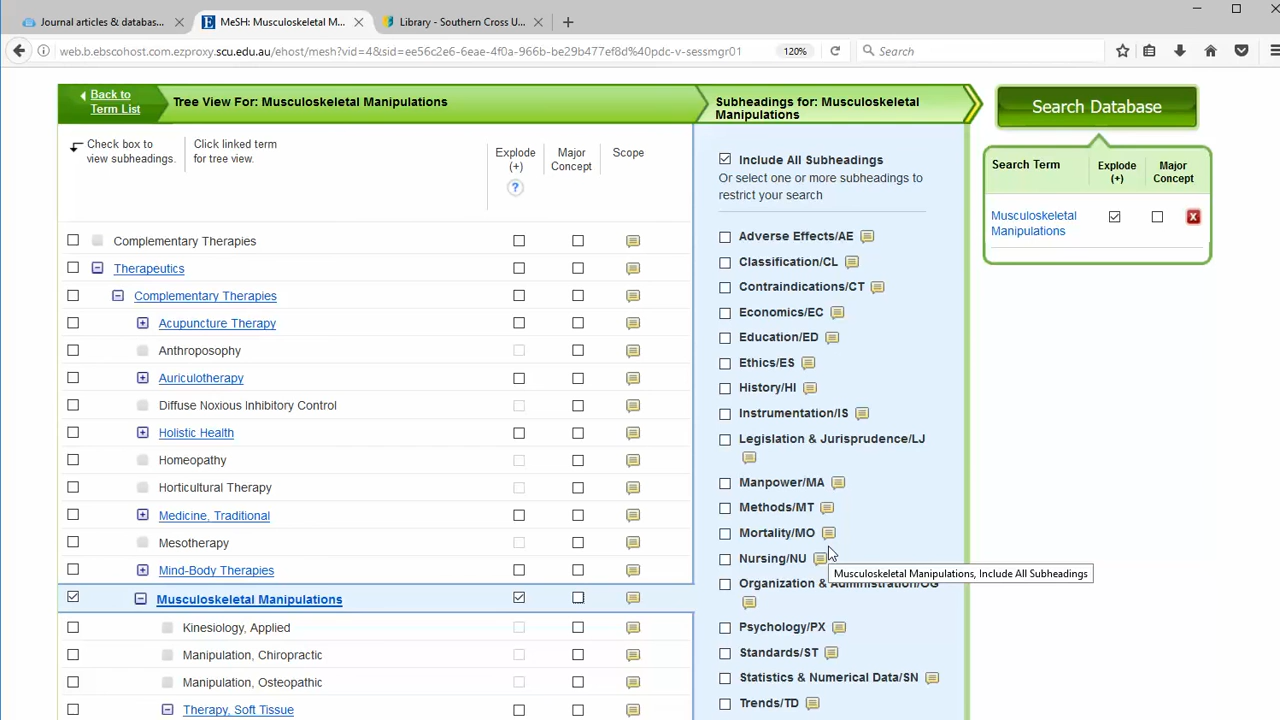 Journal articles & databas...
MeSH: Musculoskeletal M...
Library - Southern Cross U...
web.b.ebscohost.com.ezproxy.scu.edu.au/ehost/mesh?vid=4&sid=ee56c2e6-6eae-4f0a-966b-be29b477ef8d%40pdc-v-sessmgr01
120%
Search
Back to
Term List
Tree View For: Musculoskeletal Manipulations
Subheadings for: Musculoskeletal
Manipulations
Search Database
Check box to
view subheadings.
Click linked term
for tree view.
Explode
(+)
?
Major
Concept
Scope
Complementary Therapies
Therapeutics
Complementary Therapies
Acupuncture Therapy
Anthroposophy
Auriculotherapy
Diffuse Noxious Inhibitory Control
Holistic Health
Homeopathy
Horticultural Therapy
Medicine, Traditional
Mesotherapy
Mind-Body Therapies
Musculoskeletal Manipulations
Kinesiology, Applied
Manipulation, Chiropractic
Manipulation, Osteopathic
Therapy, Soft Tissue
Include All Subheadings
Or select one or more subheadings to
restrict your search
Adverse Effects/AE
Classification/CL
Contraindications/CT
Economics/EC
Education/ED
Ethics/ES
History/HI
Instrumentation/IS
Legislation & Jurisprudence/LJ
Manpower/MA
Methods/MT
Mortality/MO
Nursing/NU
Musculoskeletal Manipulations, Include All Subheadings
Organization & Administration/OG
Psychology/PX
Standards/ST
Statistics & Numerical Data/SN
Trends/TD
Search Term
Explode
(+)
Major
Concept
Musculoskeletal
Manipulations